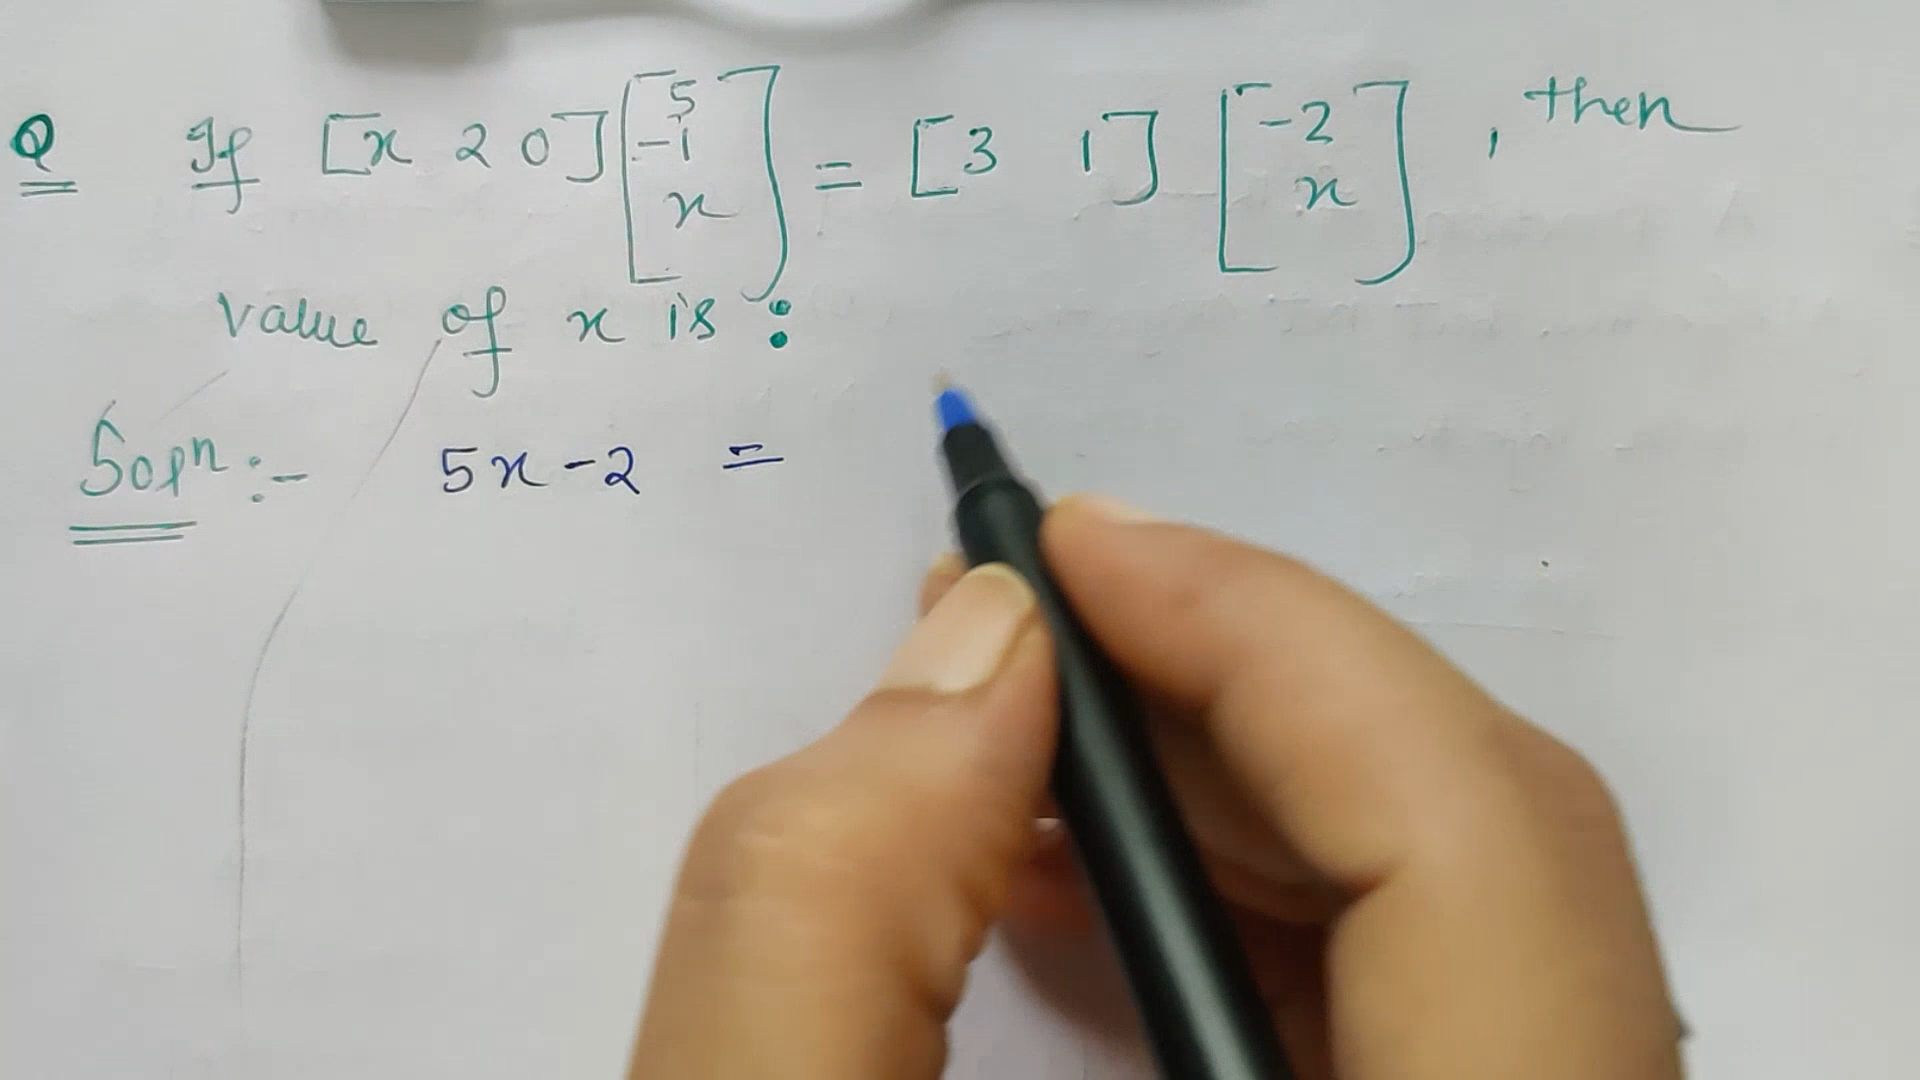 Q If [x 2 0] [5 -1 x] = [3 1] [-2 x], then
value of x is :
Solⁿ :- 5x - 2 =